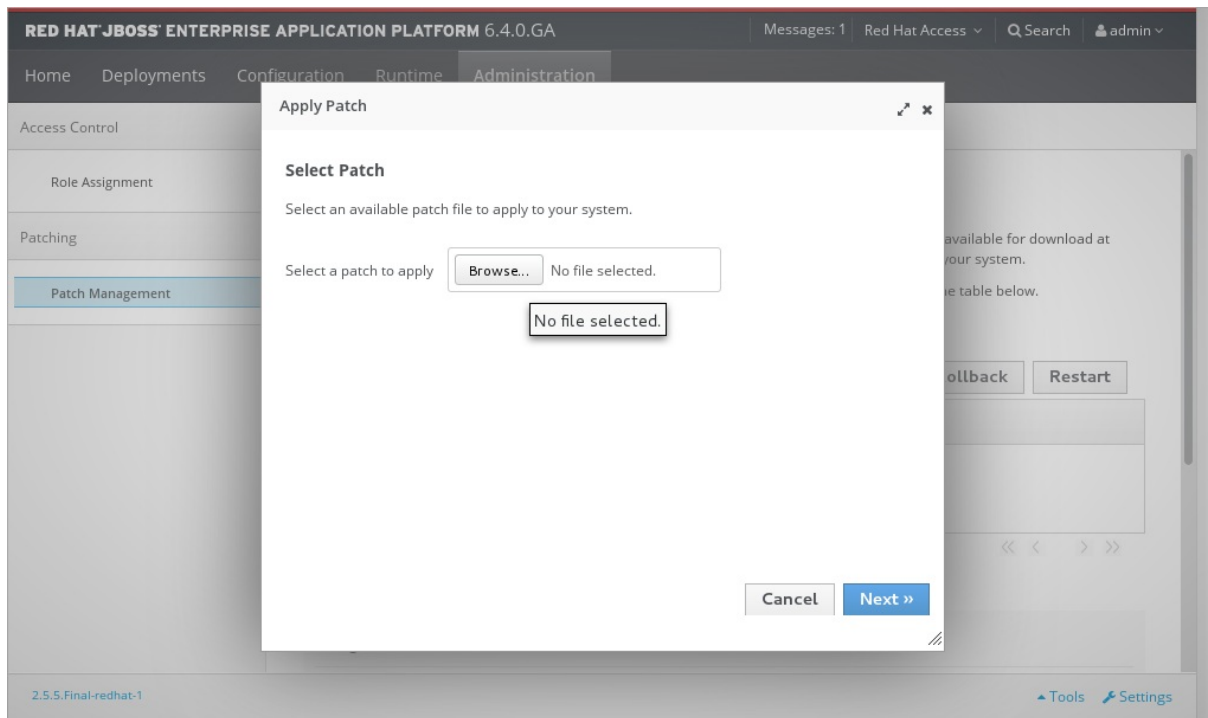 RED HAT JBOSS ENTERPRISE APPLICATION PLATFORM 6.4.0.GA
Messages: 1
Red Hat Access
Search
admin
Home
Deployments
Configuration
Runtime
Administration
Access Control
Role Assignment
Patching
Patch Management
Apply Patch
Select Patch
Select an available patch file to apply to your system.
Select a patch to apply
Browse...
No file selected.
No file selected.
available for download at
your system.
table below.
ollback
Restart
Cancel
Next »
2.5.5.Final-redhat-1
Tools
Settings